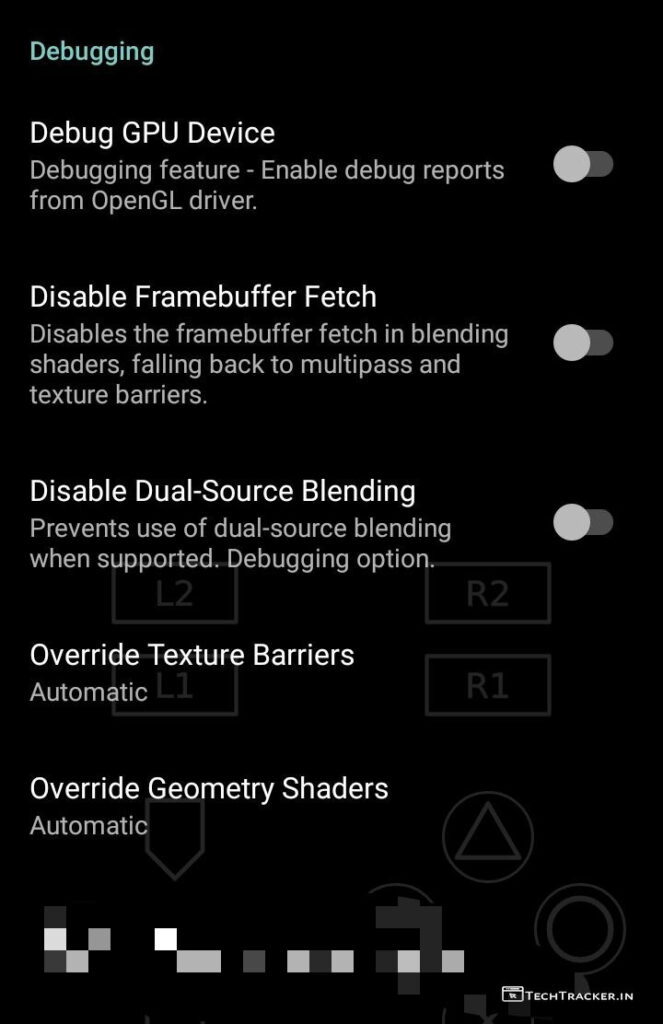 Debugging
Debug GPU Device
Debugging feature - Enable debug reports
from OpenGL driver.
Disable Framebuffer Fetch
Disables the framebuffer fetch in blending
shaders, falling back to multipass and
texture barriers.
Disable Dual-Source Blending
Prevents use of dual-source blending
when supported. Debugging option.
L2
R2
Override Texture Barriers
Automatic
L1
R1
Override Geometry Shaders
Automatic
TECHTRACKER.IN